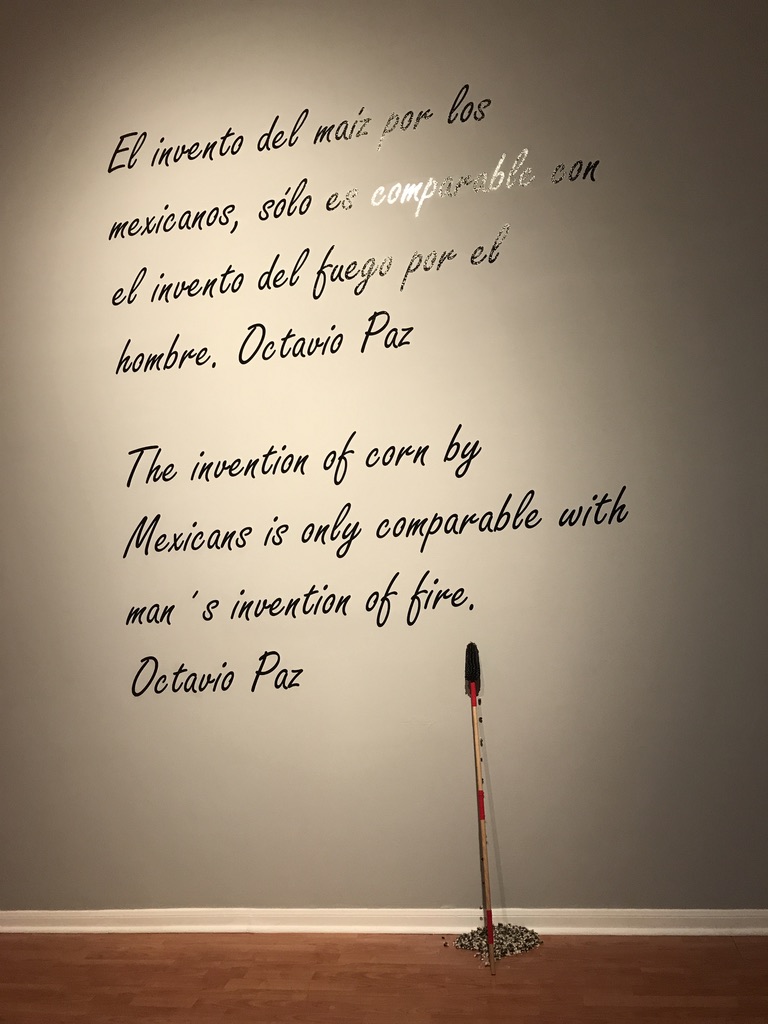 El invento del maíz por los
mexicanos, sólo es comparable con
el invento del fuego por el
hombre. Octavio Paz
The invention of corn by
Mexicans is only comparable with
man ´s invention of fire.
Octavio Paz